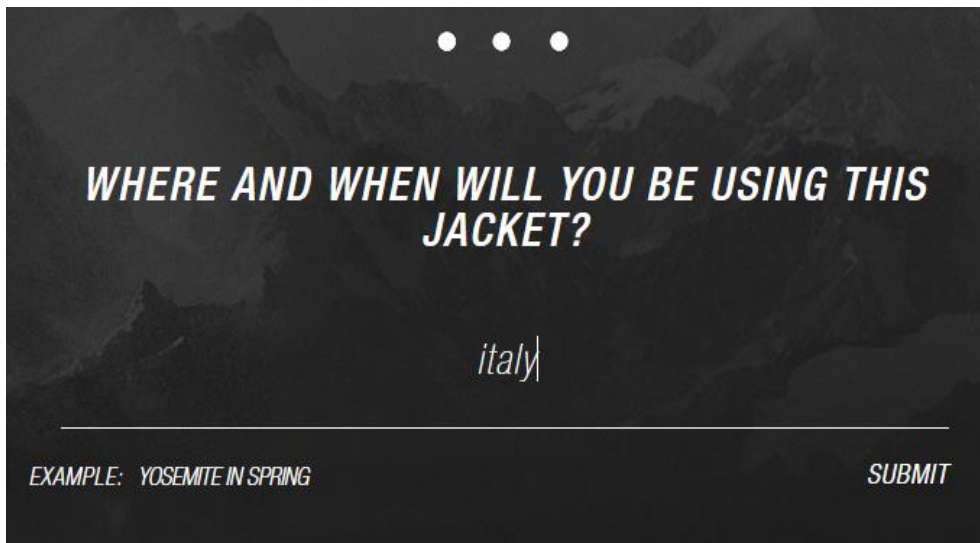 WHERE AND WHEN WILL YOU BE USING THIS
JACKET?
italy
EXAMPLE: YOSEMITE IN SPRING
SUBMIT